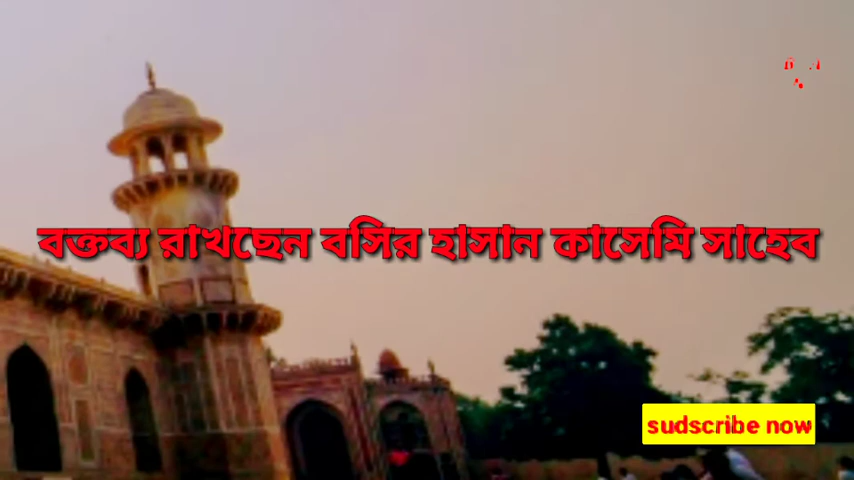 বক্তব্য রাখছেন বসির হাসান কাসেমি সাহেব
sudscribe now